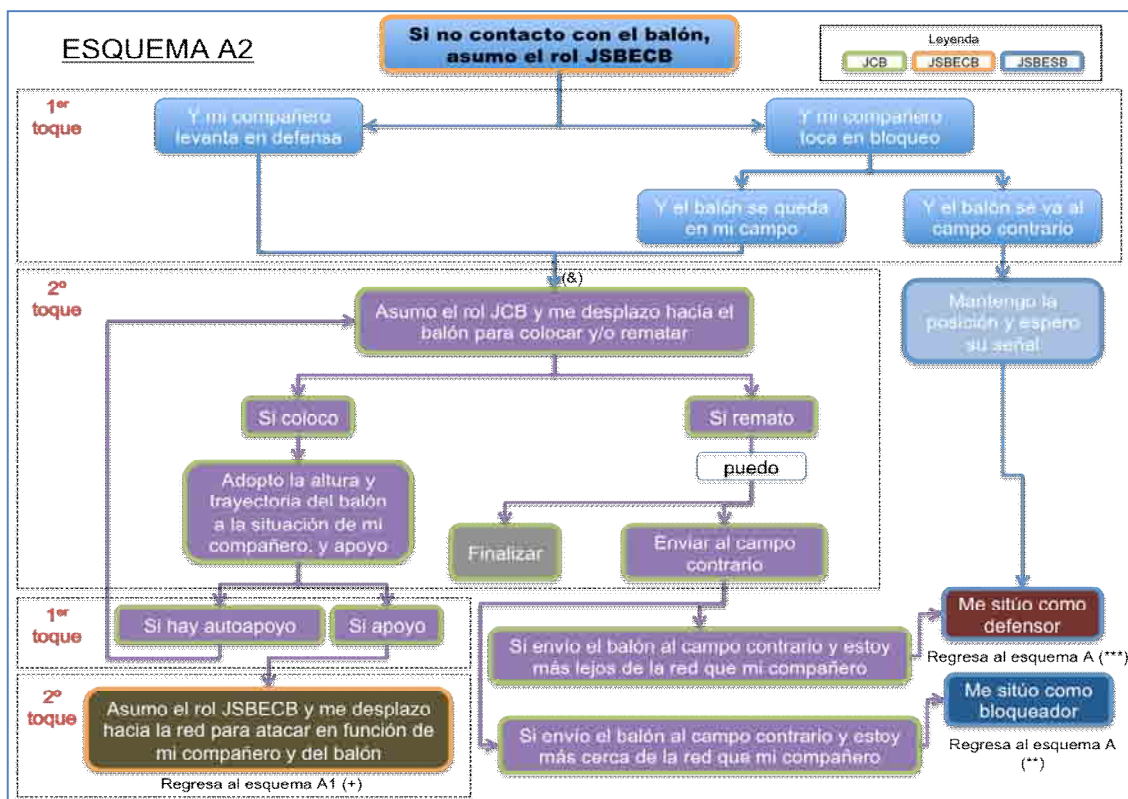 ESQUEMA A2
Si no contacto con el balón,
asumo el rol JSBECB
Leyenda
JCB
JSBECB
JSBESB
1er
toque
Y mi compañero
levanta en defensa
Y mi compañero
toca en bloqueo
Y el balón se queda
en mi campo
Y el balón se va al
campo contrario
2º
toque
(&)
Asumo el rol JCB y me desplazo hacia el
balón para colocar y/o rematar
Mantengo la
posición y espero
su señal
Si coloco
Si remato
puedo
Adopto la altura y
trayectoria del balón
a la situación de mi
compañero. y apoyo
Finalizar
Enviar al campo
contrario
1er
toque
Si hay autoapoyo
Si apoyo
Si envío el balón al campo contrario y estoy
más lejos de la red que mi compañero
Me sitúo como
defensor
Regresa al esquema A (***)
2º
toque
Asumo el rol JSBECB y me desplazo
hacia la red para atacar en función de
mi compañero y del balón
Regresa al esquema A1 (+)
Si envío el balón al campo contrario y estoy
más cerca de la red que mi compañero
Me sitúo como
bloqueador
Regresa al esquema A
(**)